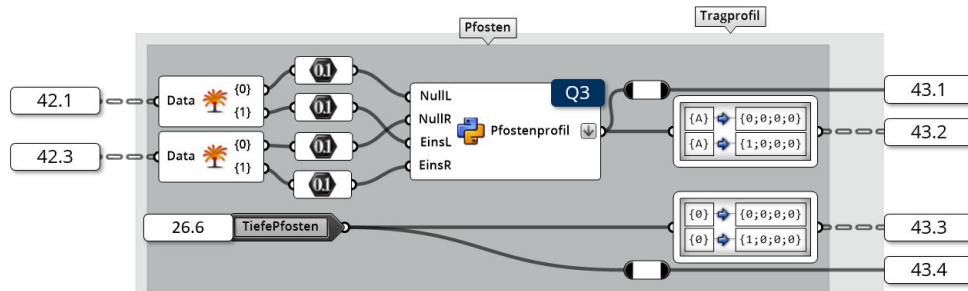 Pfosten
Tragprofil
42.1
Data
{0}
{1}
0.1
0.1
42.3
Data
{0}
{1}
0.1
0.1
NullL
NullR
EinsL
EinsR
Pfostenprofil
Q3
43.1
{A} {0;0;0;0}
{A} {1;0;0;0}
43.2
26.6
TiefePfosten
{0} {0;0;0;0}
{0} {1;0;0;0}
43.3
43.4